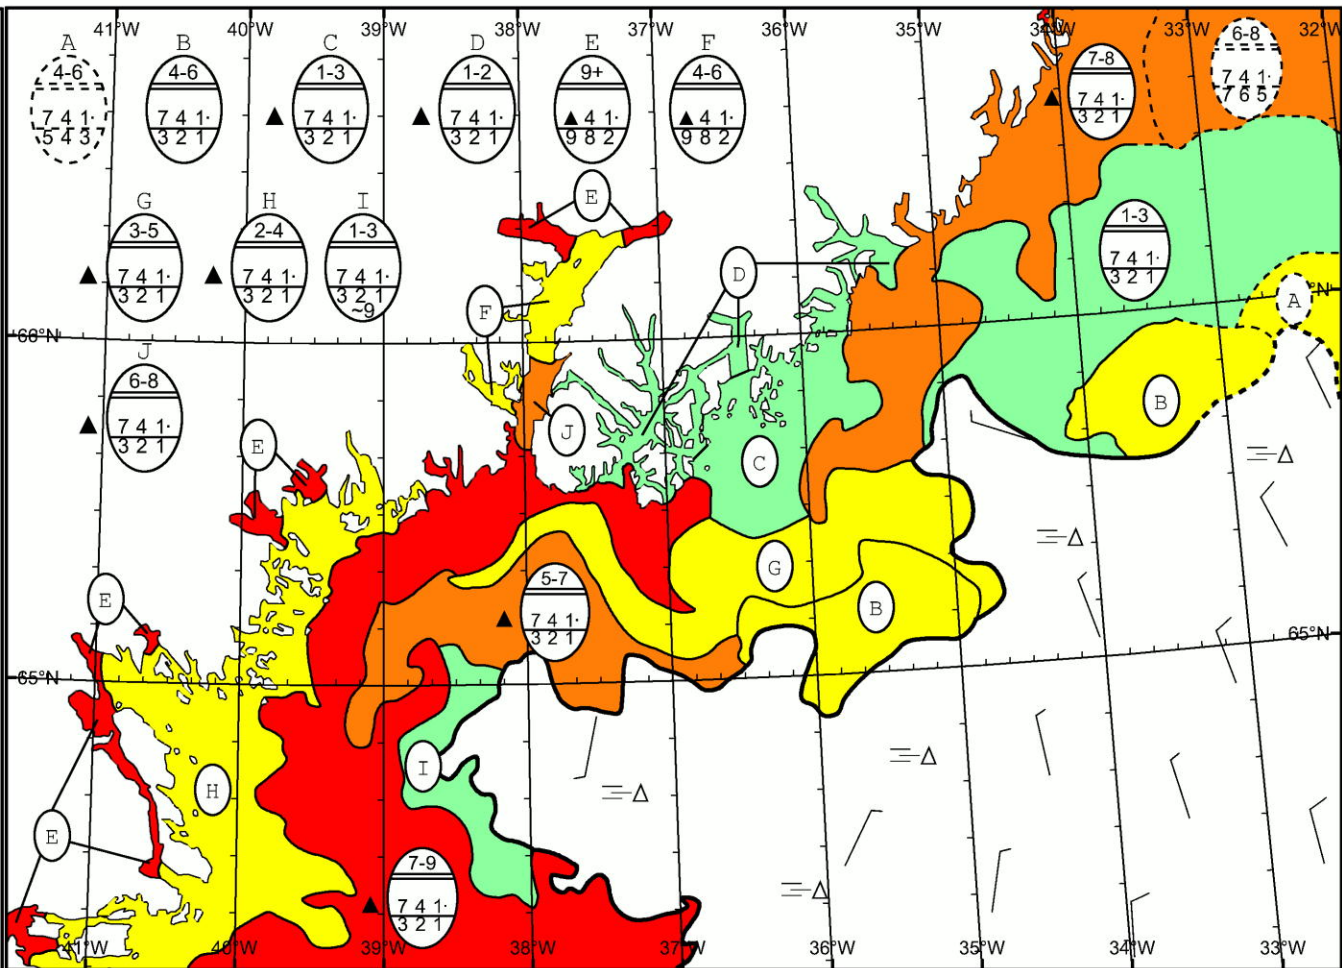 41°W 40°W 39°W 38°W 37°W 36°W 35°W 34°W 33°W 32°W
A B C D E F
4-6 4-6 1-3 1-2 9+ 4-6
7 4 1· 7 4 1· ▲ 7 4 1· ▲ 7 4 1· ▲ 4 1· ▲ 4 1·
5 4 3 3 2 1 3 2 1 3 2 1 9 8 2 9 8 2
7-8
▲ 7 4 1·
3 2 1
6-8
7 4 1·
7 6 5
G H I
3-5 2-4 1-3
▲ 7 4 1· ▲ 7 4 1· 7 4 1·
3 2 1 3 2 1 3 2 1
~9
E
1-3
7 4 1·
3 2 1
D
F
A
°N
66°N
J
6-8
▲ 7 4 1·
3 2 1
B
J
E
C
G
5-7
▲ 7 4 1·
3 2 1
E
B
65°N
65°N
I
H
E
7-9
▲ 7 4 1·
3 2 1
41°W 40°W 39°W 38°W 37°W 36°W 35°W 34°W 33°W